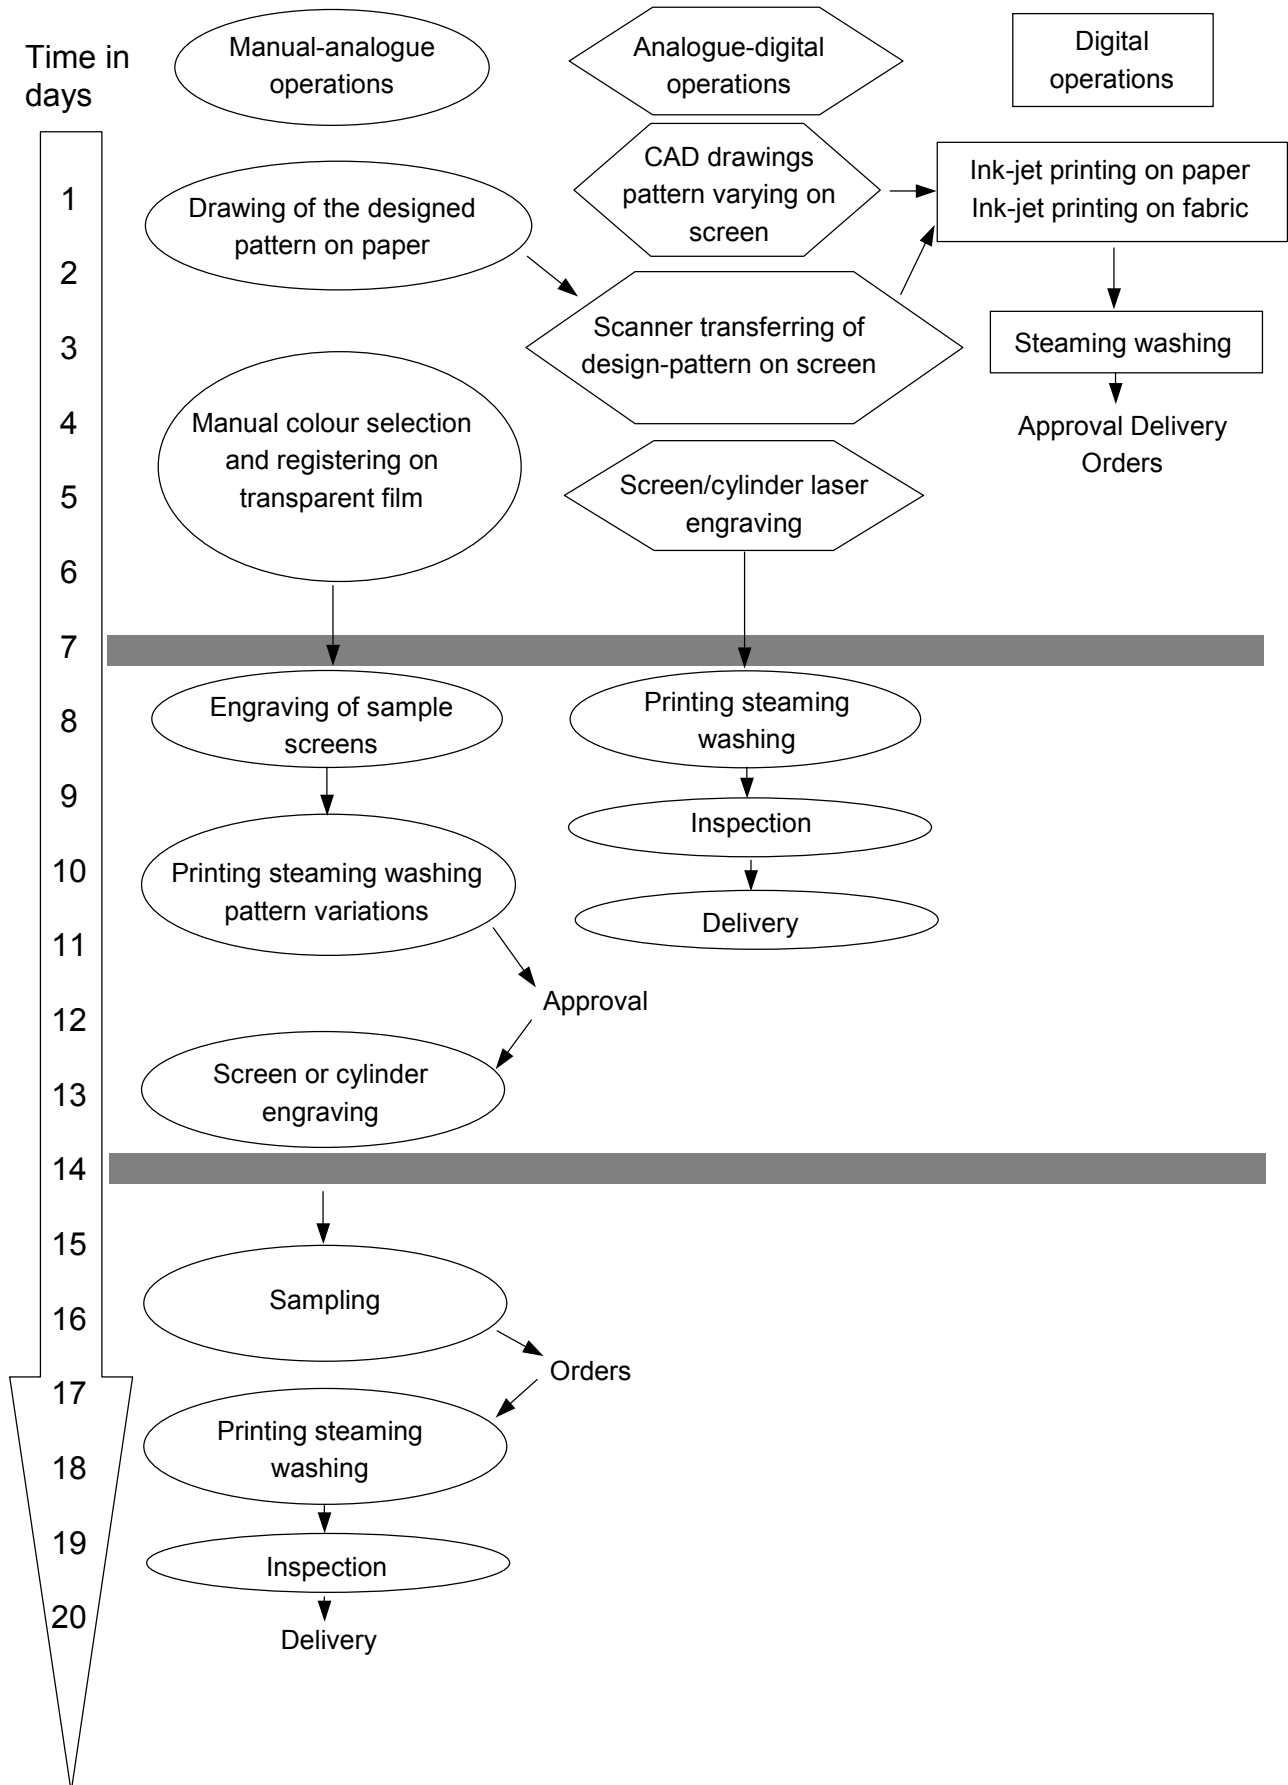 Time in
days
Manual-analogue
operations
Analogue-digital
operations
Digital
operations
1
2
3
4
5
6
7
8
9
10
11
12
13
14
15
16
17
18
19
20
Drawing of the designed
pattern on paper
Manual colour selection
and registering on
transparent film
Engraving of sample
screens
Printing steaming washing
pattern variations
Approval
Screen or cylinder
engraving
Sampling
Orders
Printing steaming
washing
Inspection
Delivery
CAD drawings
pattern varying on
screen
Scanner transferring of
design-pattern on screen
Screen/cylinder laser
engraving
Printing steaming
washing
Inspection
Delivery
Ink-jet printing on paper
Ink-jet printing on fabric
Steaming washing
Approval Delivery
Orders